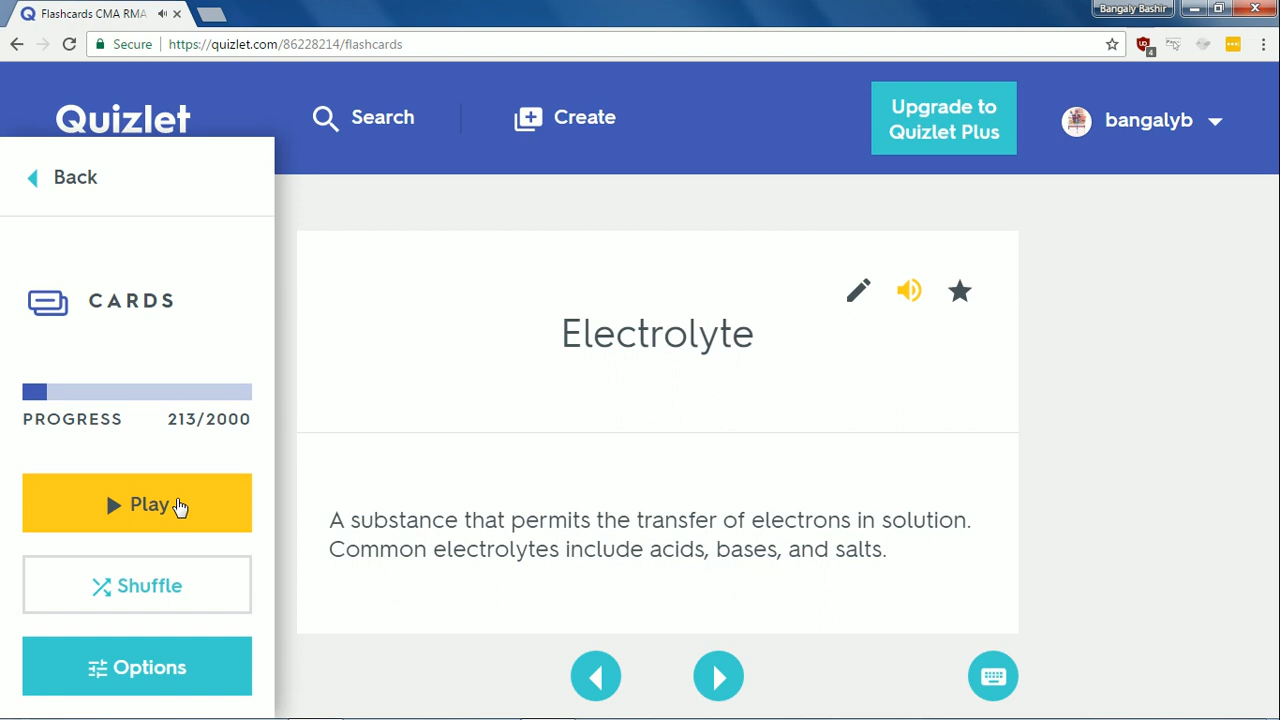 Flashcards CMA RMA
Bangaly Bashir
Secure
https://quizlet.com/86228214/flashcards
4
Quizlet
Search
Create
Upgrade to
Quizlet Plus
bangalyb
Back
CARDS
PROGRESS 213/2000
Play
Shuffle
Options
Electrolyte
A substance that permits the transfer of electrons in solution.
Common electrolytes include acids, bases, and salts.